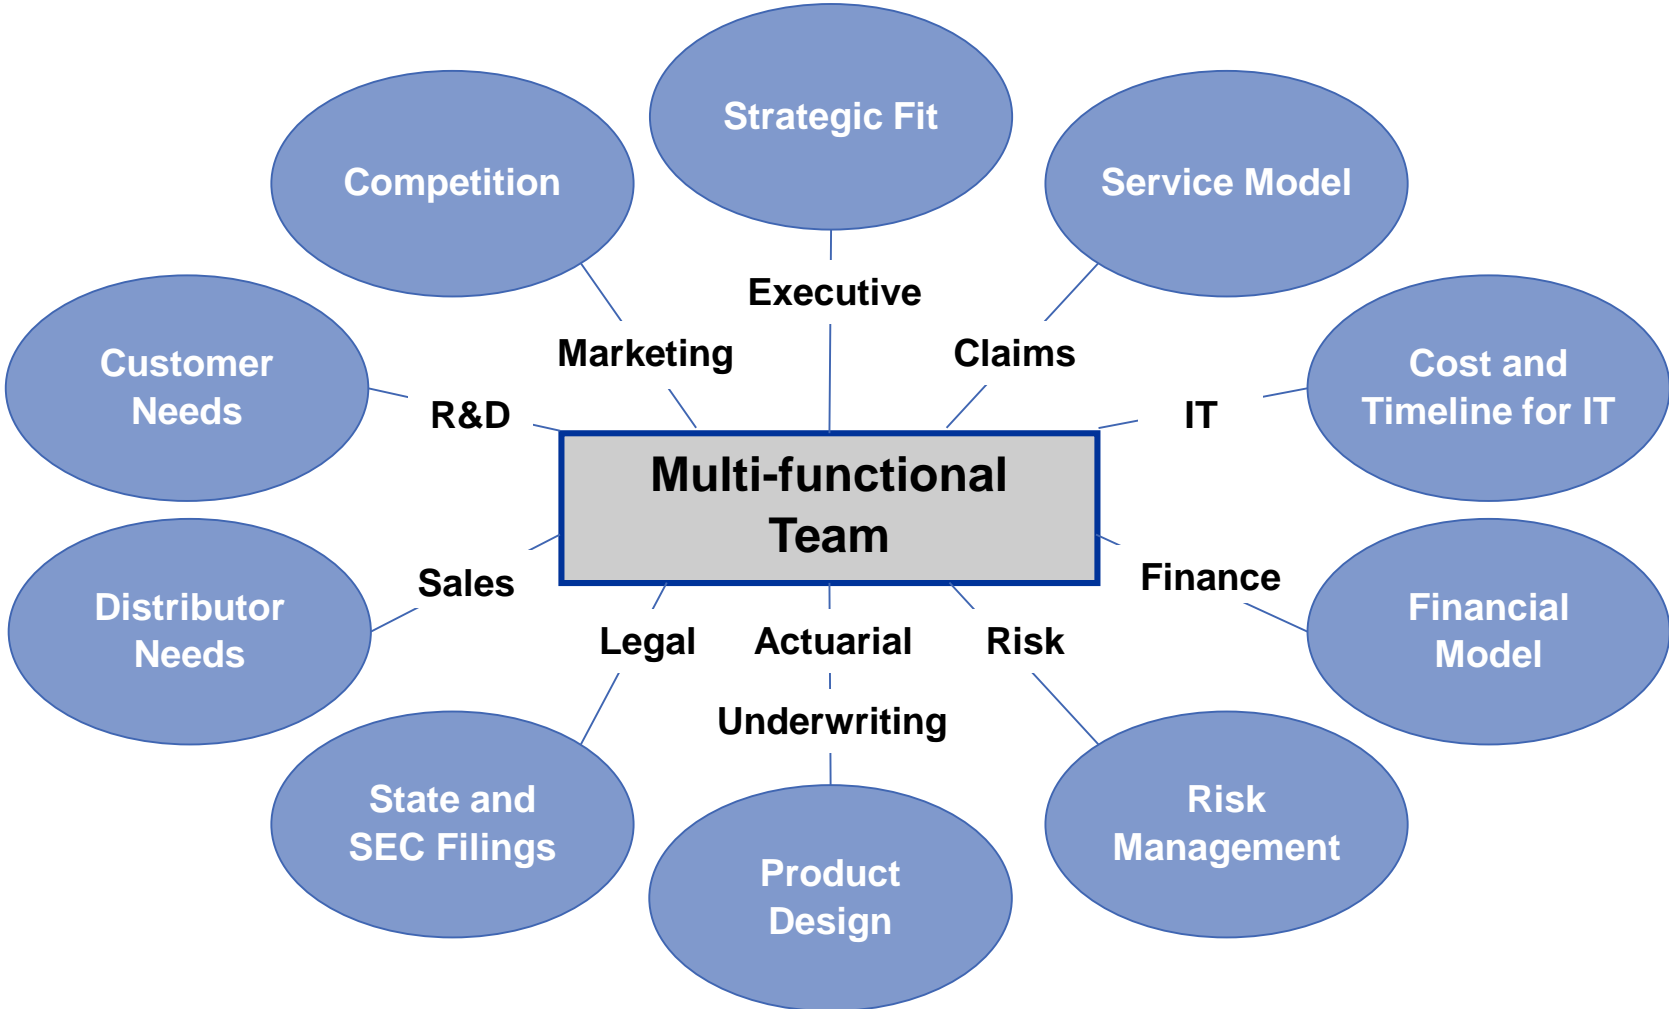 Strategic Fit
Competition
Service Model
Executive
Marketing
Claims
Customer
Needs
Cost and
Timeline for IT
R&D
IT
Multi-functional
Team
Sales
Finance
Distributor
Needs
Financial
Model
Legal
Actuarial
Risk
Underwriting
State and
SEC Filings
Risk
Management
Product
Design